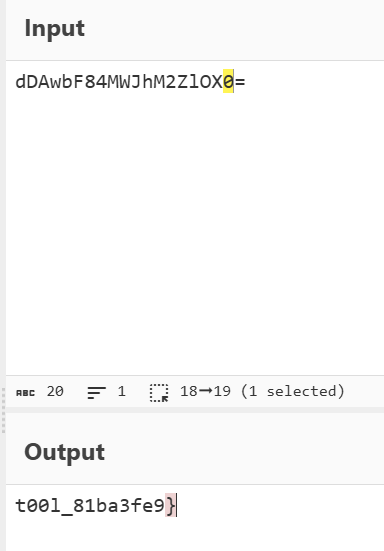 Input
dDAwbF84MWJhM2ZlOX0=
ABC 20 1 18→19 (1 selected)
Output
t00l_81ba3fe9}